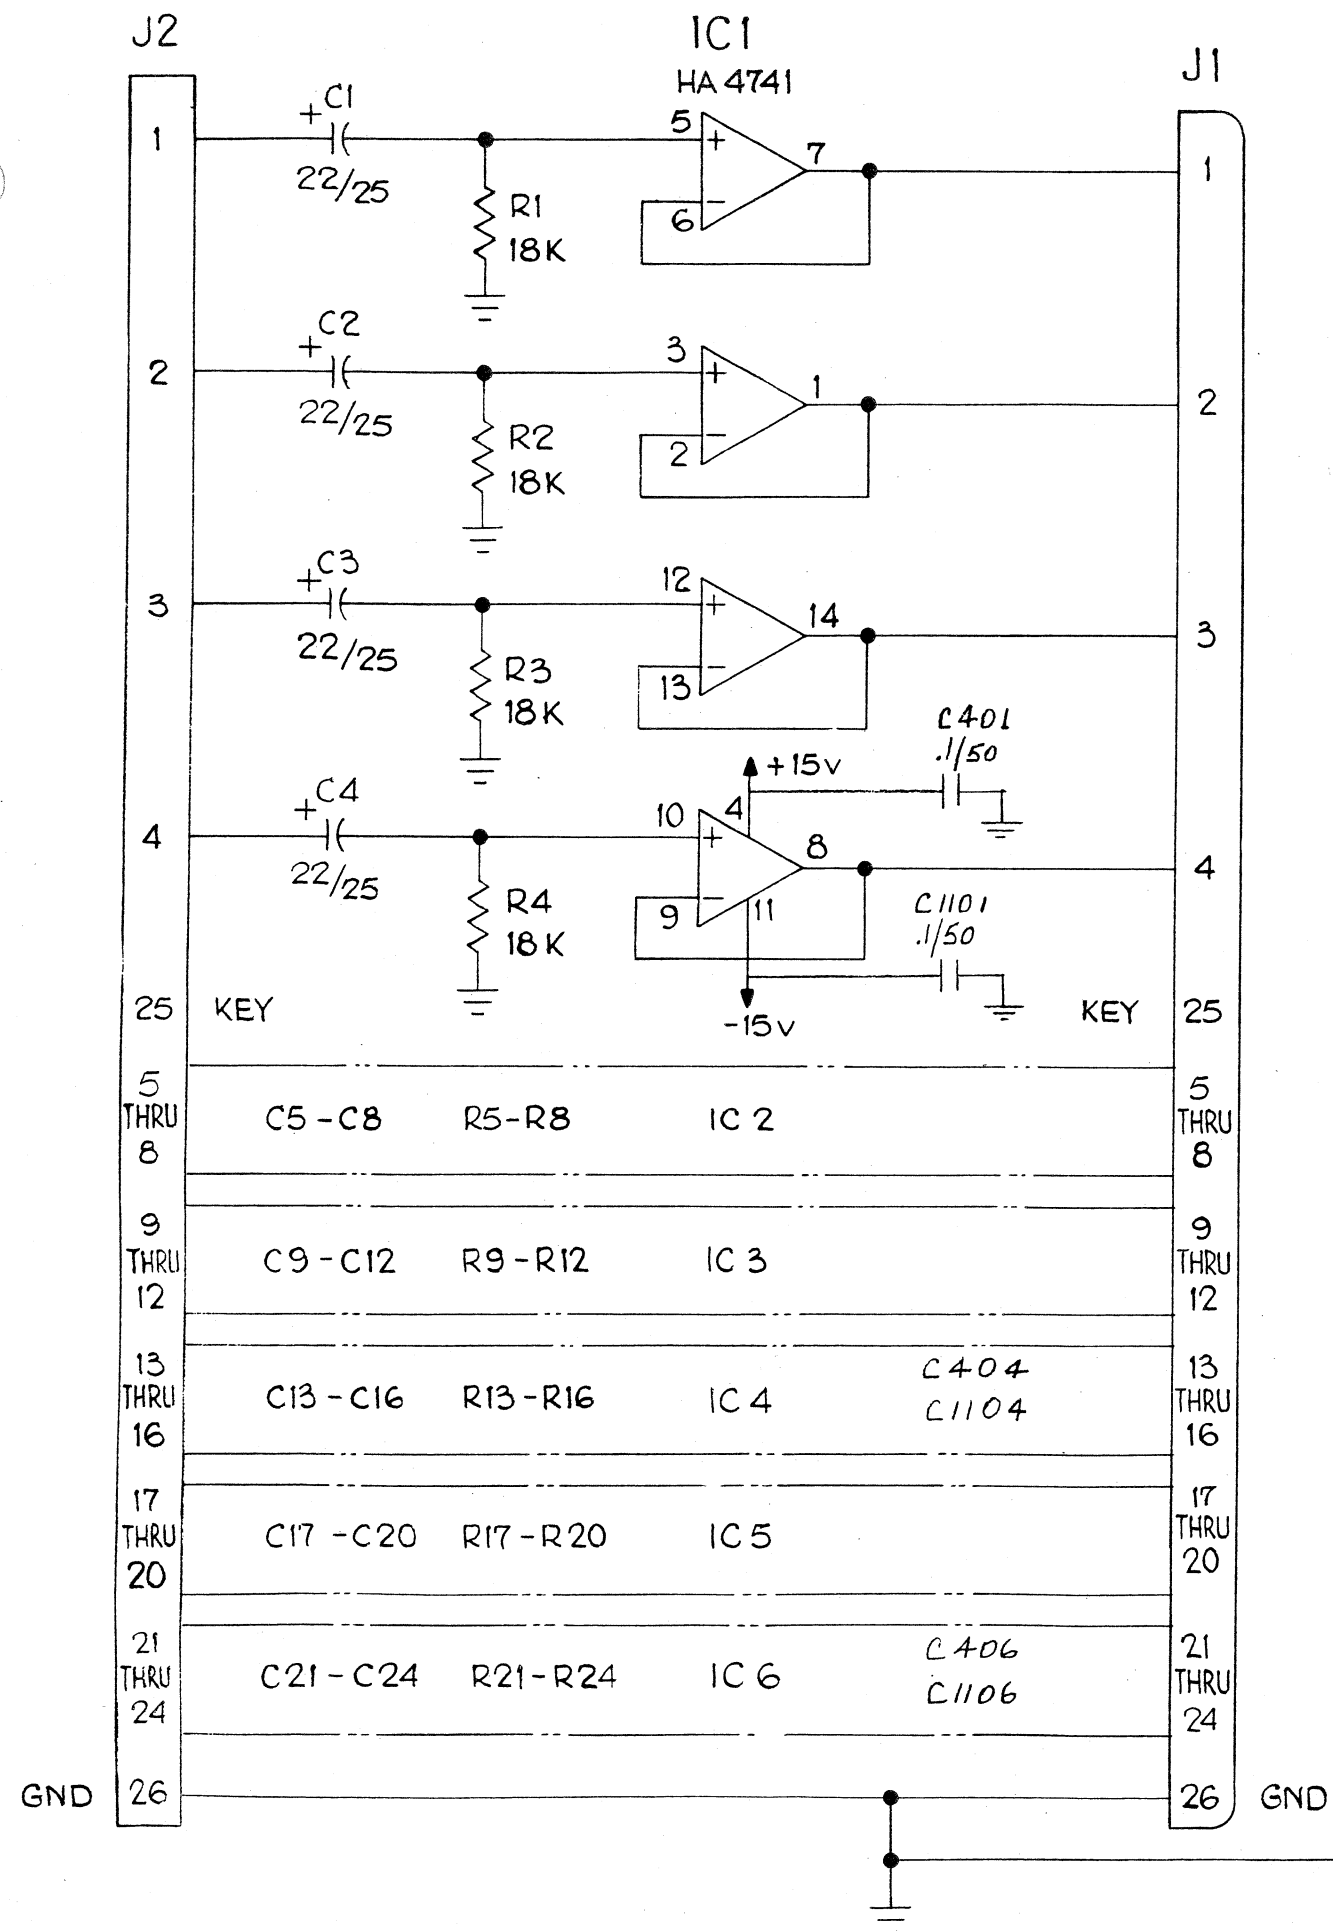 J2
IC1
HA 4741
J1
+ C1
22/25
1
5
+
7
6
−
R1
18K
1
+ C2
22/25
2
3
+
1
2
−
R2
18K
2
+ C3
22/25
3
12
+
14
13
−
R3
18K
3
C401
.1/50
+15V
+ C4
22/25
4
10
+
4
8
9
−
11
R4
18K
4
C1101
.1/50
-15V
25 KEY
KEY 25
5
THRU
8
C5-C8 R5-R8 IC 2
5
THRU
8
9
THRU
12
C9-C12 R9-R12 IC 3
9
THRU
12
13
THRU
16
C13-C16 R13-R16 IC 4
C404
C1104
13
THRU
16
17
THRU
20
C17-C20 R17-R20 IC5
17
THRU
20
21
THRU
24
C21-C24 R21-R24 IC 6
C406
C1106
21
THRU
24
GND 26
26 GND